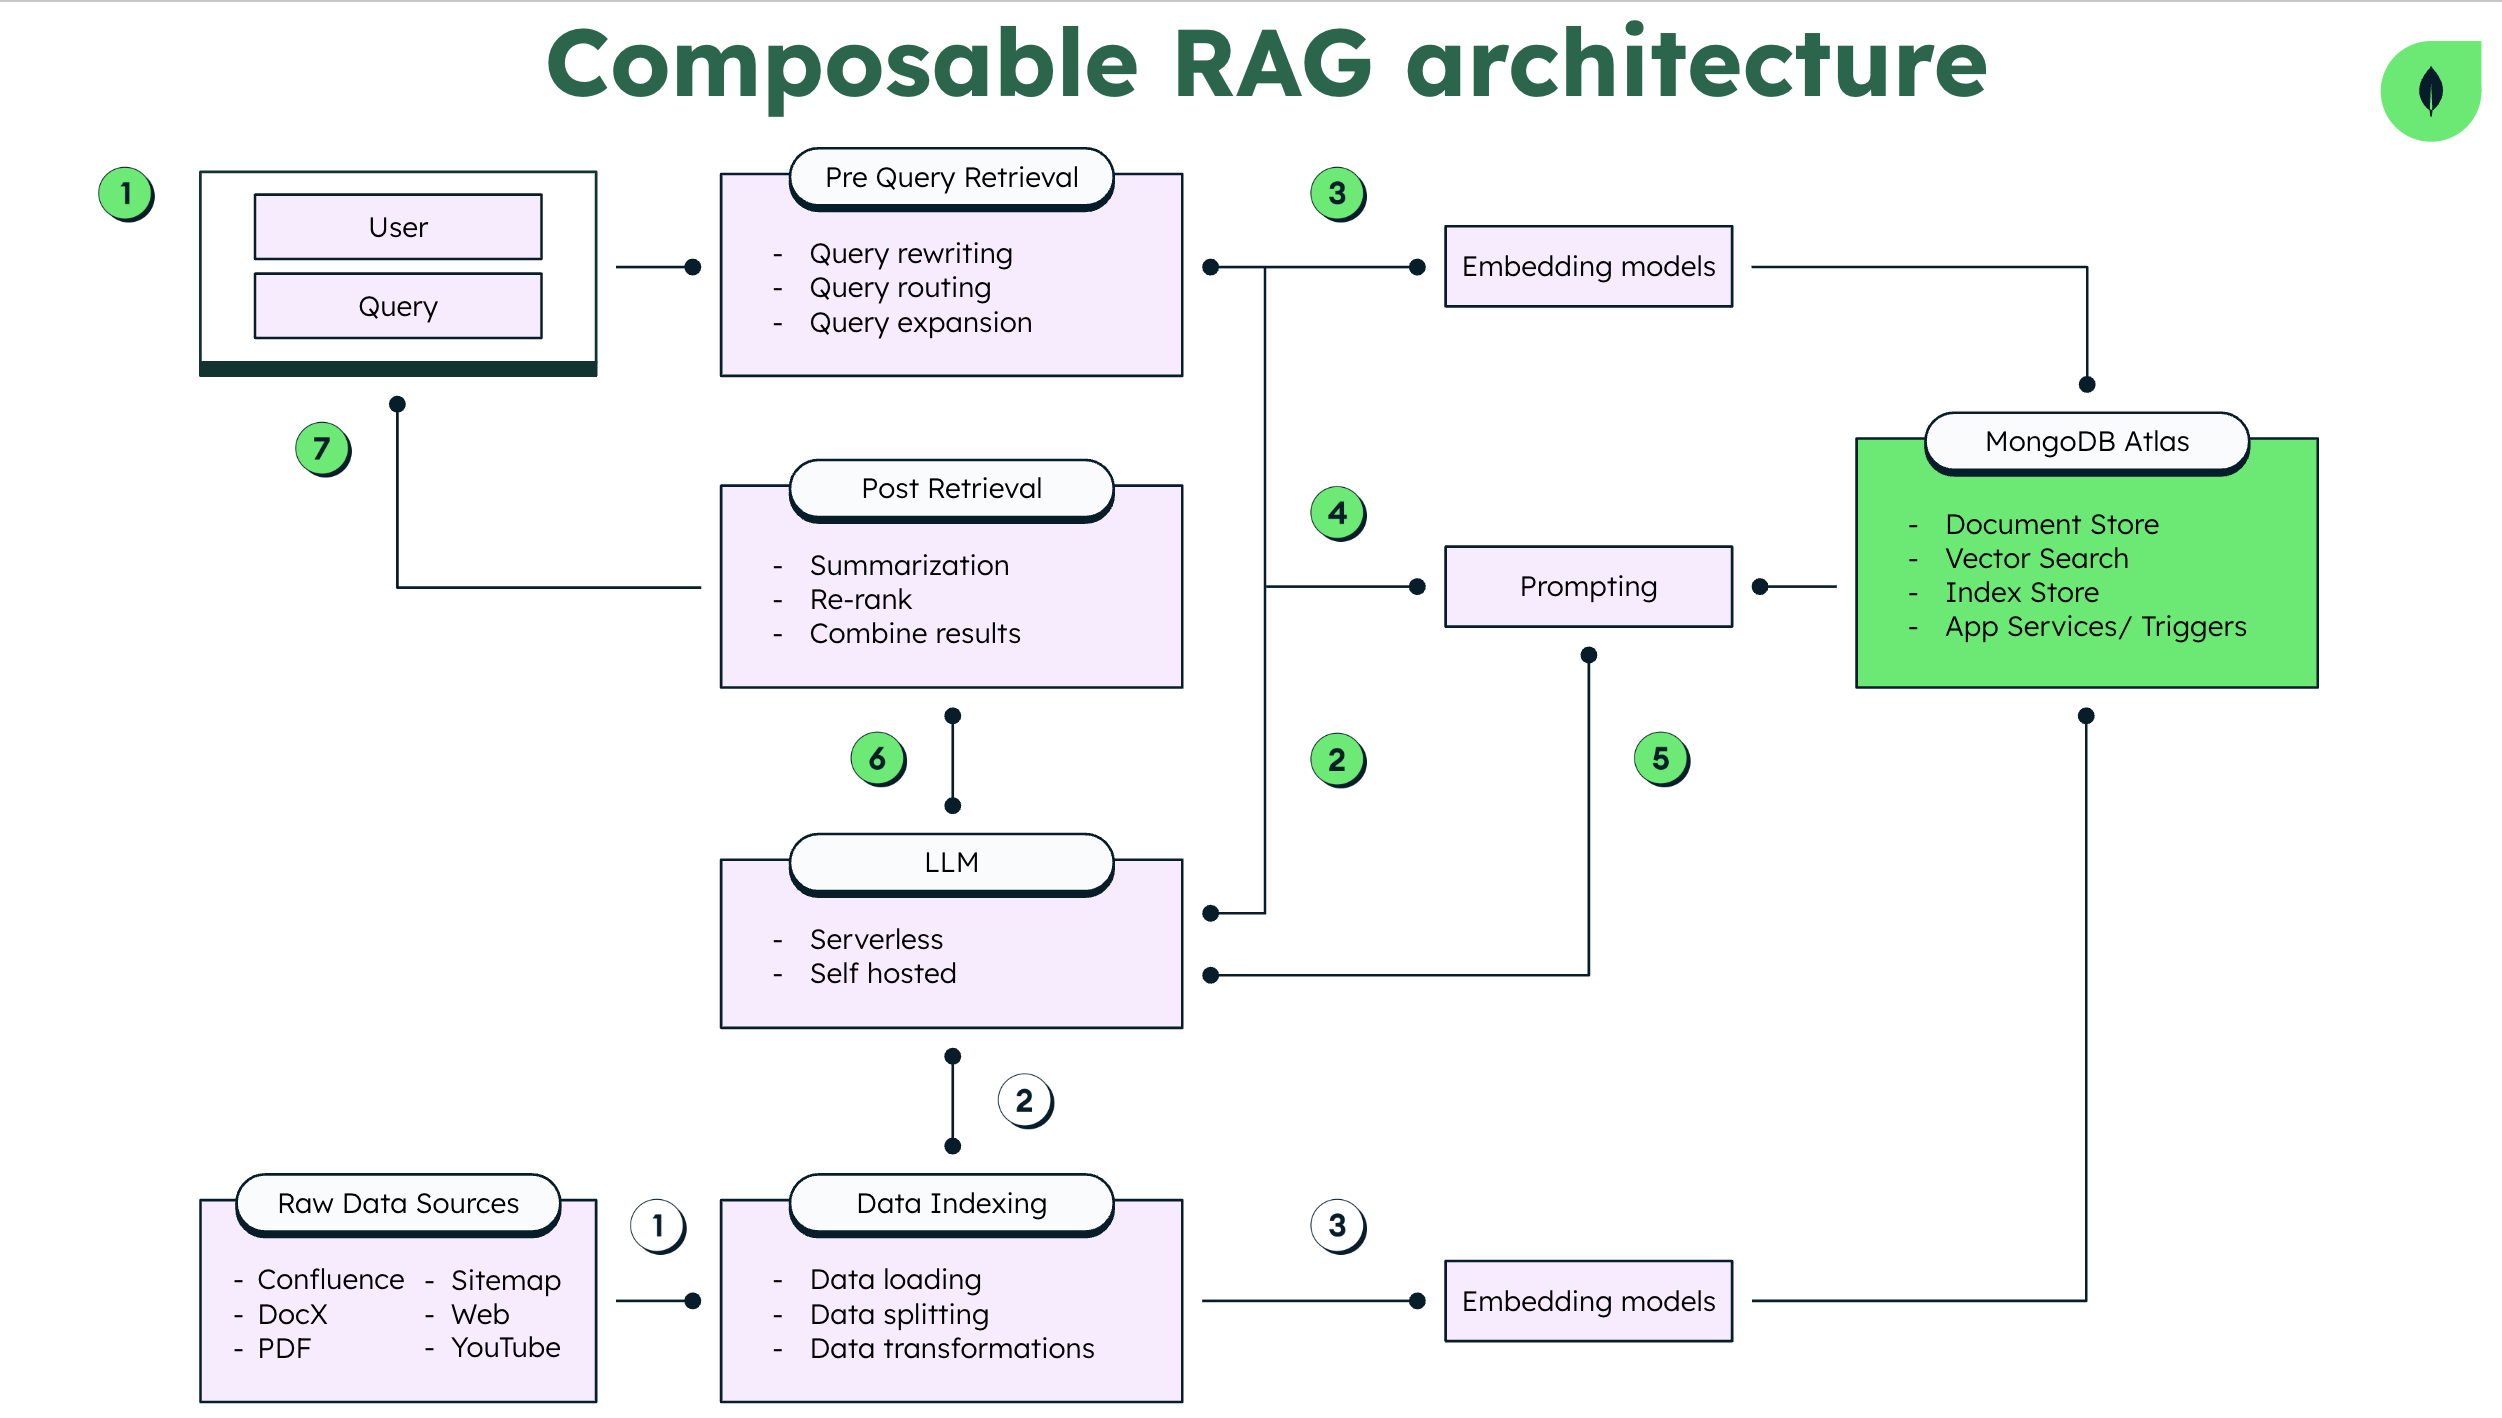 Composable RAG architecture
1
User
Query
Pre Query Retrieval
- Query rewriting
- Query routing
- Query expansion
3
Embedding models
7
Post Retrieval
- Summarization
- Re-rank
- Combine results
4
Prompting
MongoDB Atlas
- Document Store
- Vector Search
- Index Store
- App Services/ Triggers
6
2
5
LLM
- Serverless
- Self hosted
2
Raw Data Sources
- Confluence
- DocX
- PDF
- Sitemap
- Web
- YouTube
1
Data Indexing
- Data loading
- Data splitting
- Data transformations
3
Embedding models